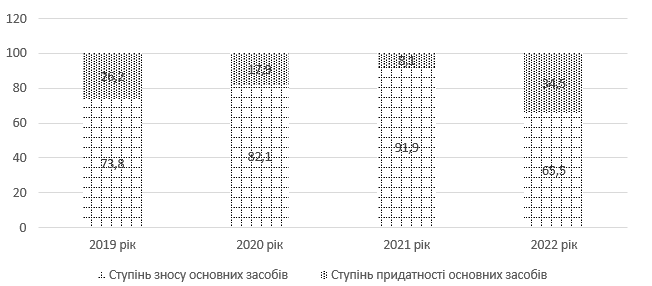 120
100
80
60
40
20
0
26,2
17,9
8,1
34,5
73,8
82,1
91,9
65,5
2019 рік
2020 рік
2021 рік
2022 рік
Ступінь зносу основних засобів
Ступінь придатності основних засобів